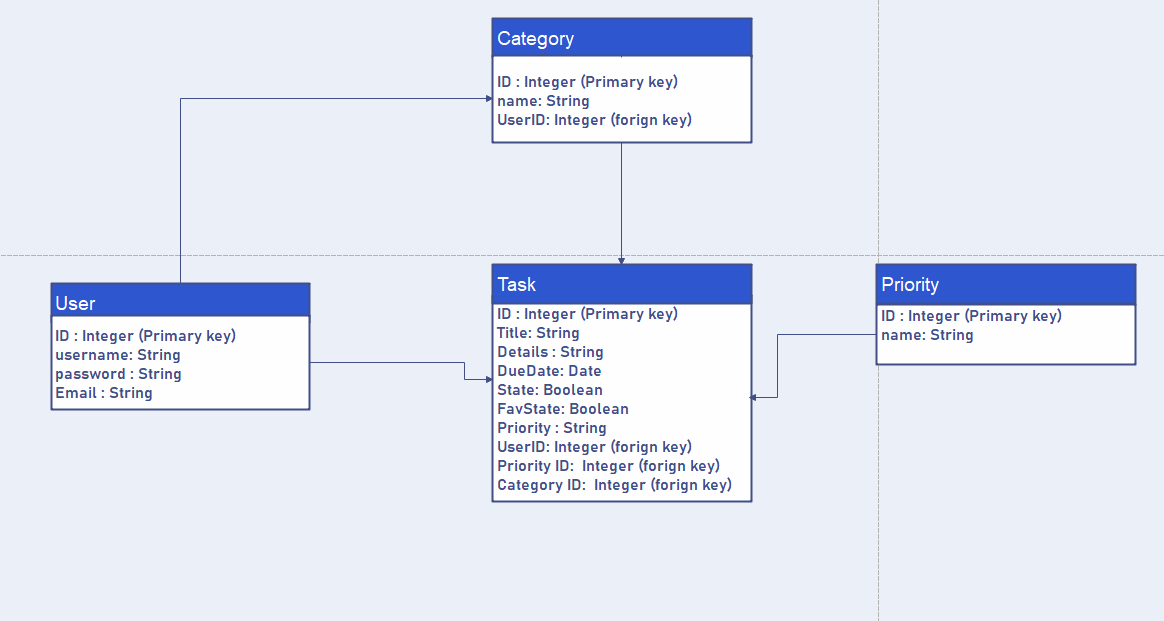 Category
ID : Integer (Primary key)
name: String
UserID: Integer (forign key)
User
ID : Integer (Primary key)
username: String
password : String
Email : String
Task
ID : Integer (Primary key)
Title: String
Details : String
DueDate: Date
State: Boolean
FavState: Boolean
Priority : String
UserID: Integer (forign key)
Priority ID:  Integer (forign key)
Category ID:  Integer (forign key)
Priority
ID : Integer (Primary key)
name: String